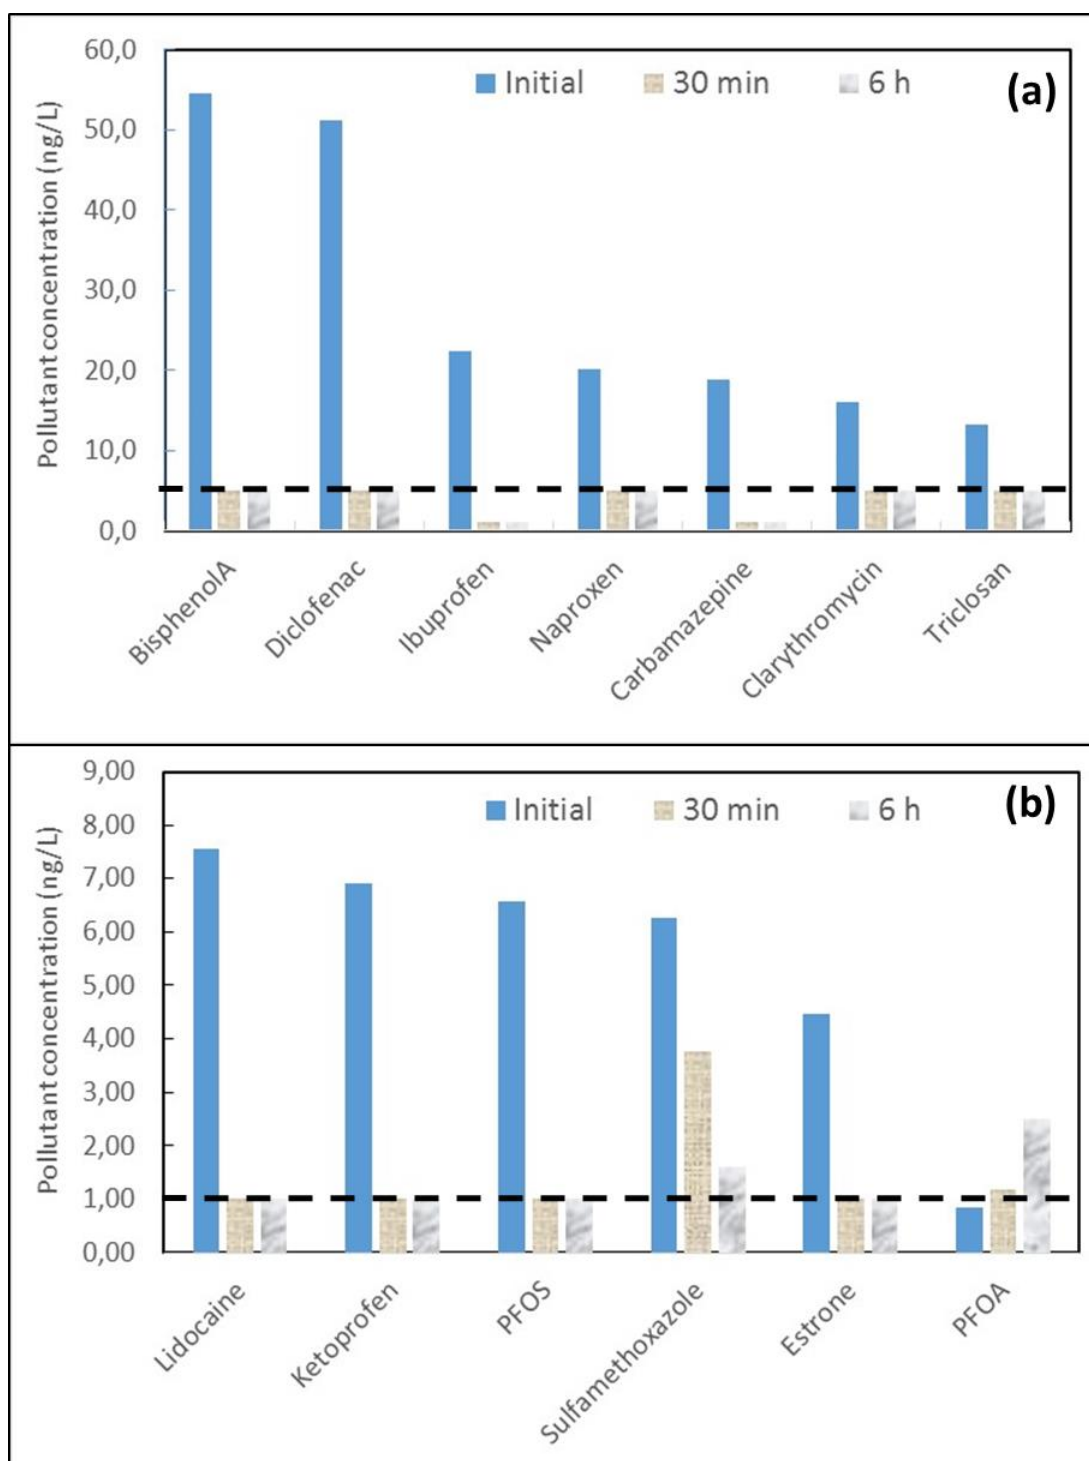 60,0
Initial 30 min 6 h (a)
50,0
40,0
30,0
20,0
10,0
0,0
Pollutant concentration (ng/L)
BisphenolA
Diclofenac
Ibuprofen
Naproxen
Carbamazepine
Clarythromycin
Triclosan
9,00
Initial 30 min 6 h (b)
8,00
7,00
6,00
5,00
4,00
3,00
2,00
1,00
0,00
Pollutant concentration (ng/L)
Lidocaine
Ketoprofen
PFOS
Sulfamethoxazole
Estrone
PFOA